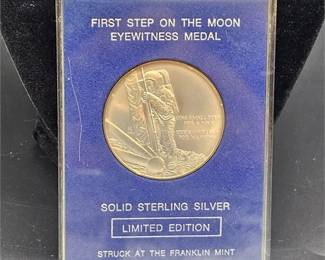 FIRST STEP ON THE MOON
EYEWITNESS MEDAL
SOLID STERLING SILVER
LIMITED EDITION
STRUCK AT THE FRANKLIN MINT